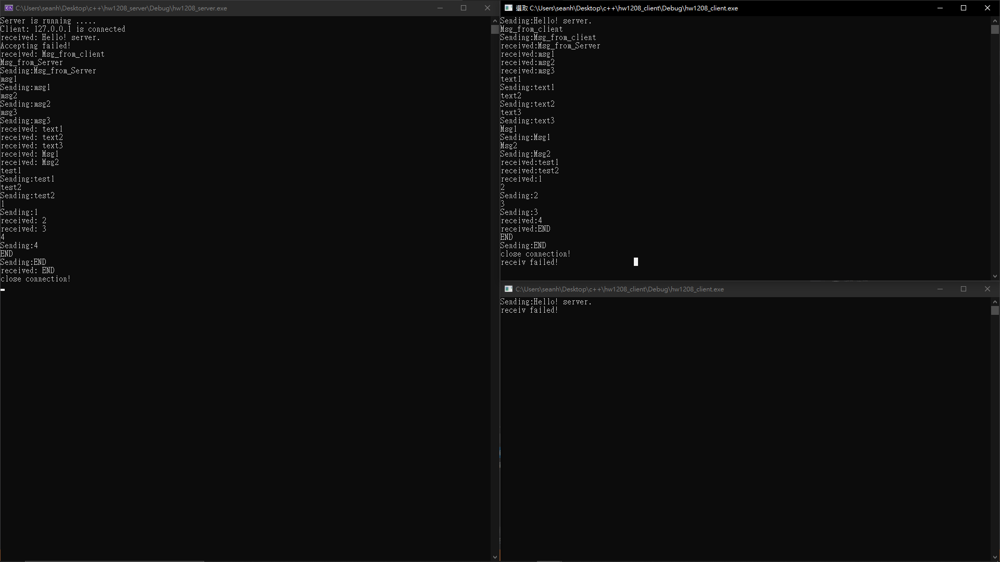 C:\Users\seanh\Desktop\c++\hw1208_server\Debug\hw1208_server.exe
Server is running .....
Client: 127.0.0.1 is connected
received: Hello! server.
Accepting failed!
received: Msg_from_client
Msg_from_Server
Sending:Msg_from_Server
msg1
Sending:msg1
msg2
Sending:msg2
msg3
Sending:msg3
received: text1
received: text2
received: text3
received: Msg1
received: Msg2
test1
Sending:test1
test2
Sending:test2
1
Sending:1
received: 2
received: 3
4
Sending:4
END
Sending:END
received: END
close connection!
選取 C:\Users\seanh\Desktop\c++\hw1208_client\Debug\hw1208_client.exe
Sending:Hello! server.
Msg_from_client
Sending:Msg_from_client
received:Msg_from_Server
received:msg1
received:msg2
received:msg3
text1
Sending:text1
text2
Sending:text2
text3
Sending:text3
Msg1
Sending:Msg1
Msg2
Sending:Msg2
received:test1
received:test2
received:1
2
Sending:2
3
Sending:3
received:4
received:END
END
Sending:END
close connection!
receiv failed!
C:\Users\seanh\Desktop\c++\hw1208_client\Debug\hw1208_client.exe
Sending:Hello! server.
receiv failed!